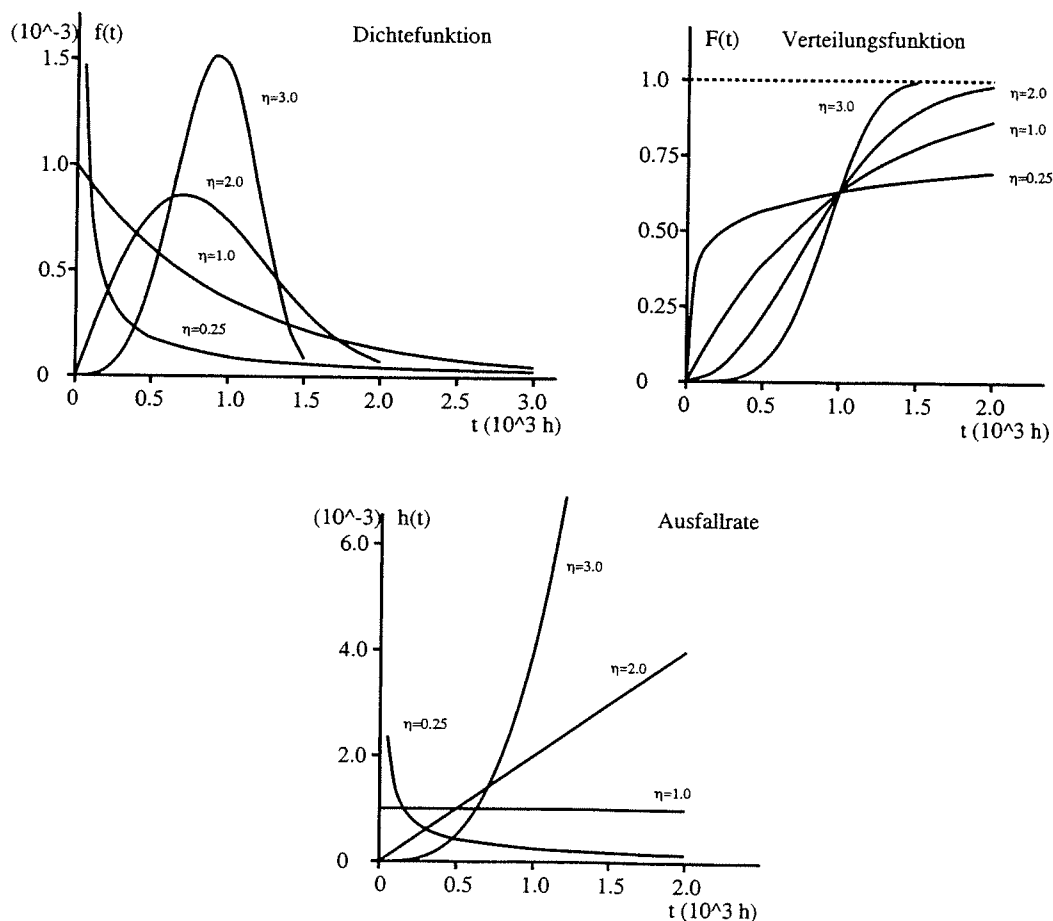 (10^-3) f(t) Dichtefunktion
1.5
1.0
0.5
0
η=3.0
η=2.0
η=1.0
η=0.25
0 0.5 1.0 1.5 2.0 2.5 3.0
t (10^3 h)
F(t) Verteilungsfunktion
1.0
0.75
0.50
0.25
0
η=3.0
η=2.0
η=1.0
η=0.25
0 0.5 1.0 1.5 2.0
t (10^3 h)
(10^-3) h(t) Ausfallrate
6.0
4.0
2.0
0
η=3.0
η=2.0
η=0.25
η=1.0
0 0.5 1.0 1.5 2.0
t (10^3 h)